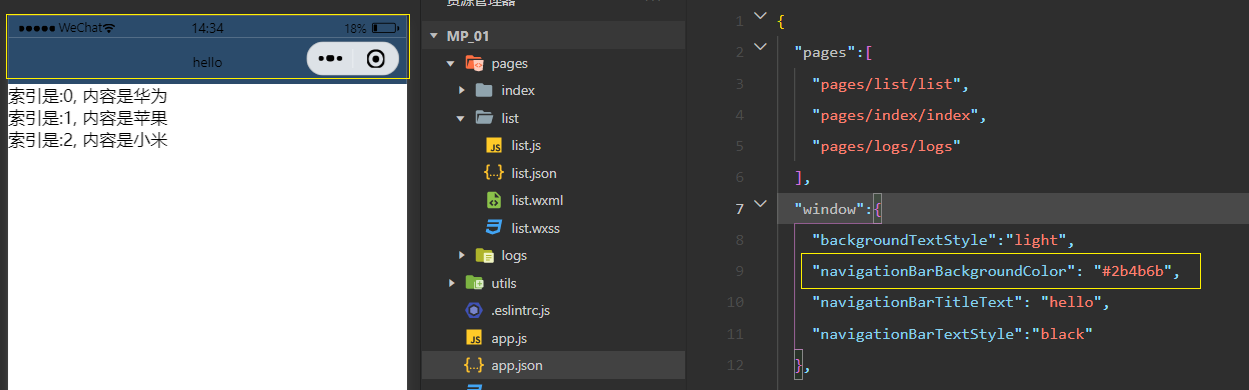 WeChat 14:34 18%
hello
索引是:0, 内容是华为
索引是:1, 内容是苹果
索引是:2, 内容是小米
资源管理器
MP_01
pages
index
list
JS list.js
{..} list.json
list.wxml
list.wxss
logs
utils
.eslintrc.js
JS app.js
{..} app.json
1 {
2 "pages":[
3 "pages/list/list",
4 "pages/index/index",
5 "pages/logs/logs"
6 ],
7 "window":{
8 "backgroundTextStyle":"light",
9 "navigationBarBackgroundColor": "#2b4b6b",
10 "navigationBarTitleText": "hello",
11 "navigationBarTextStyle":"black"
12 },